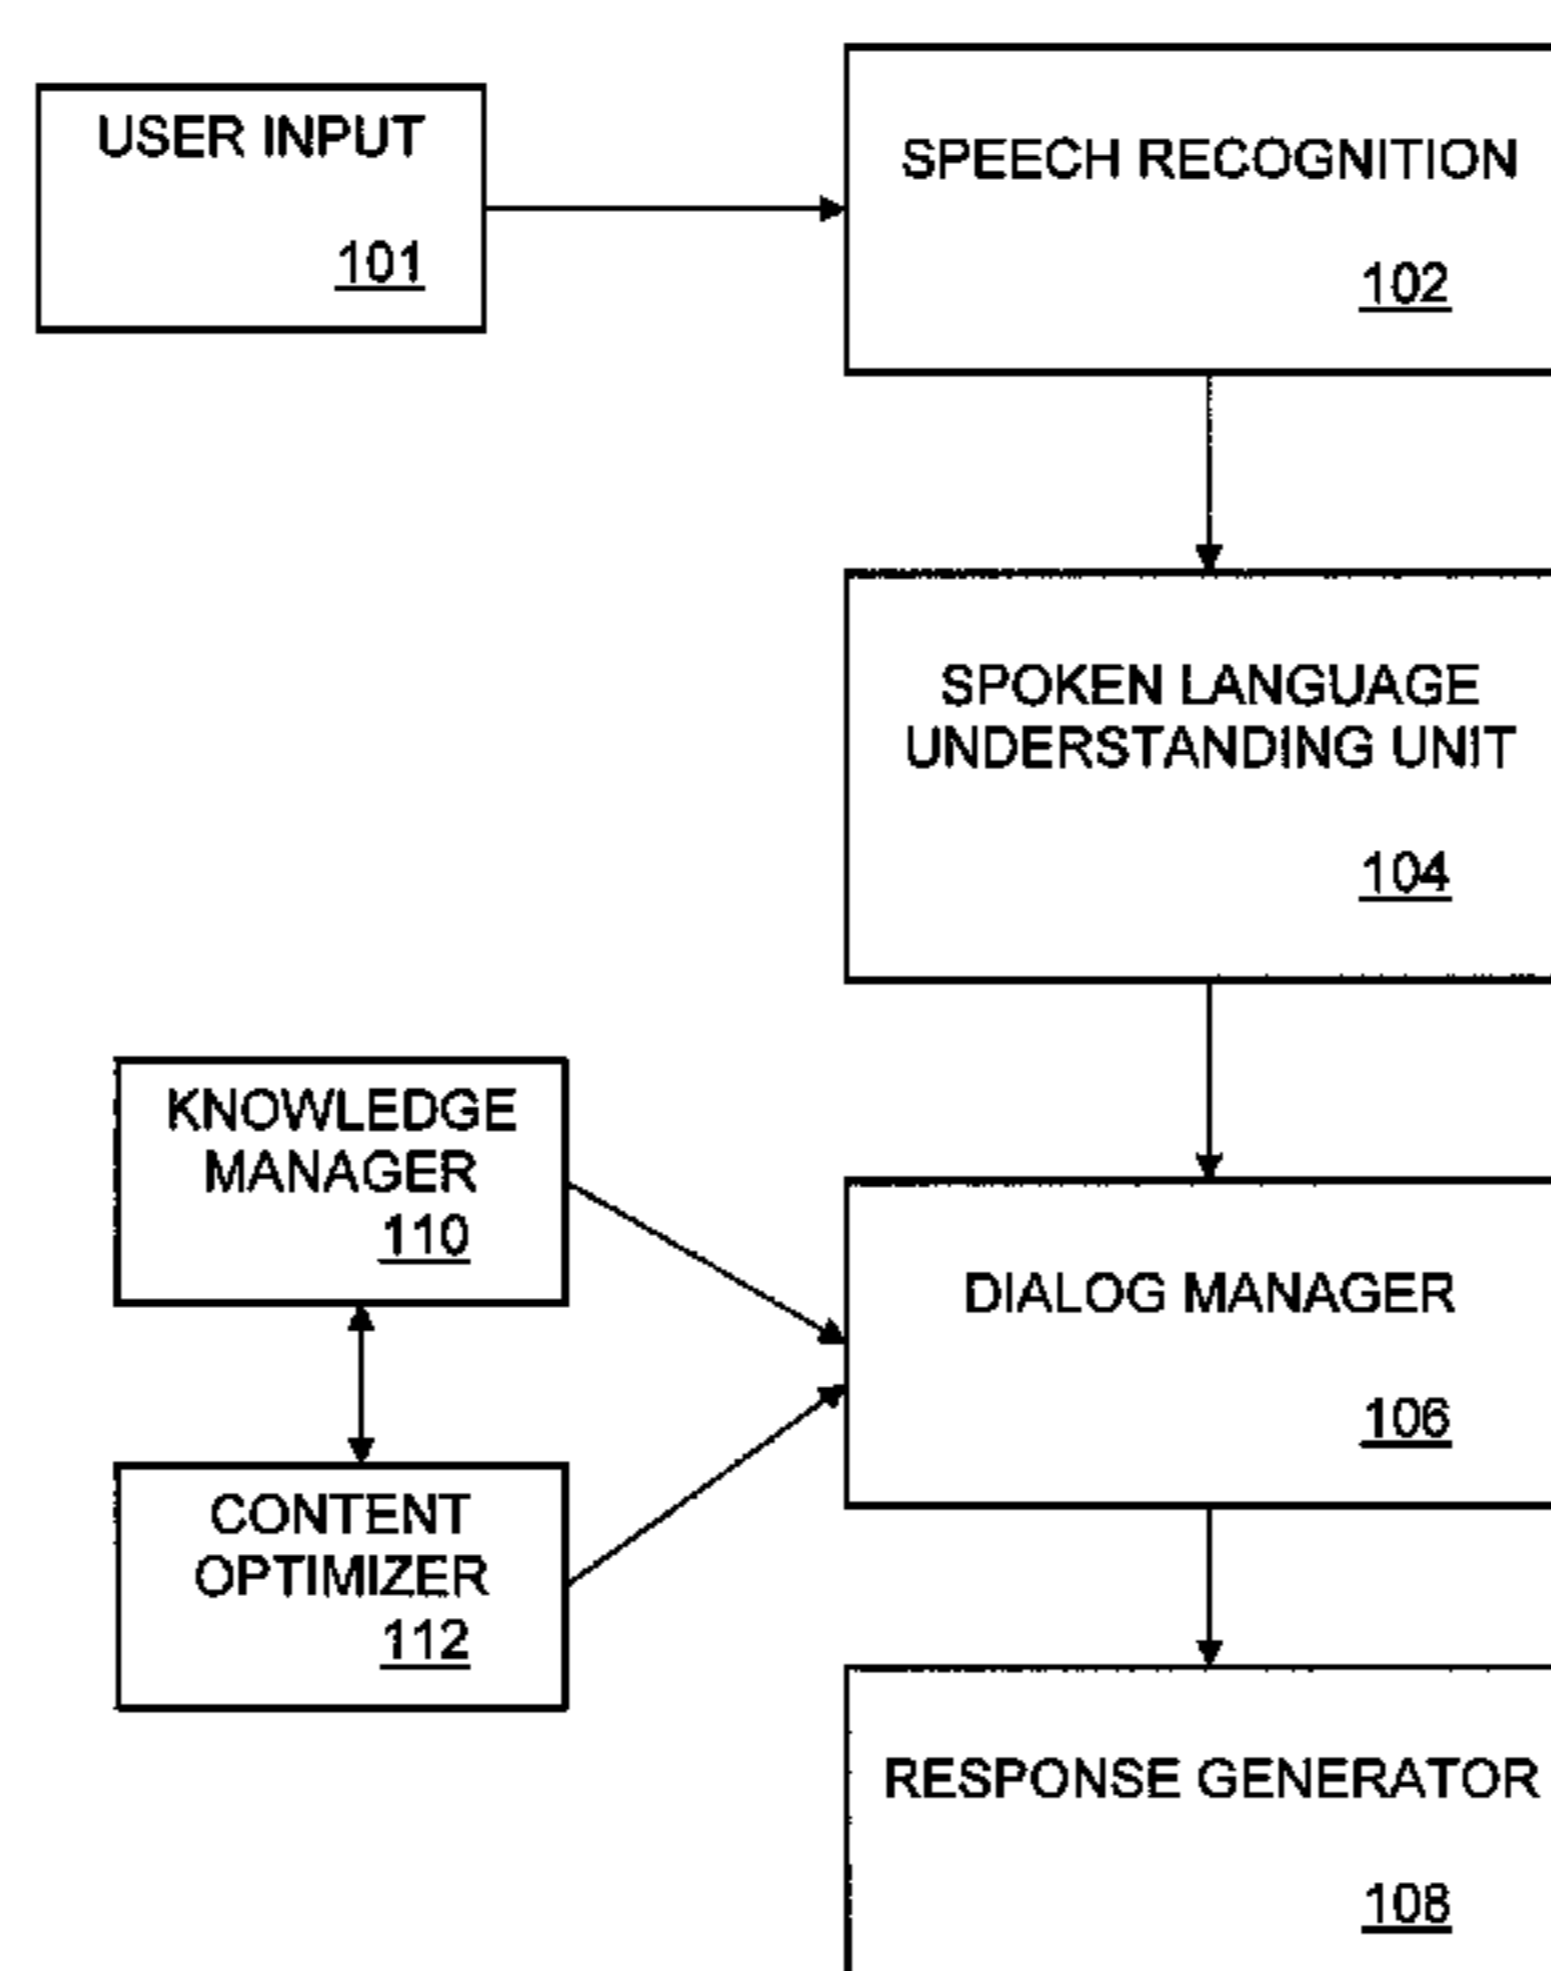 USER INPUT
101
SPEECH RECOGNITION
102
SPOKEN LANGUAGE
UNDERSTANDING UNIT
104
KNOWLEDGE
MANAGER
110
DIALOG MANAGER
106
CONTENT
OPTIMIZER
112
RESPONSE GENERATOR
108